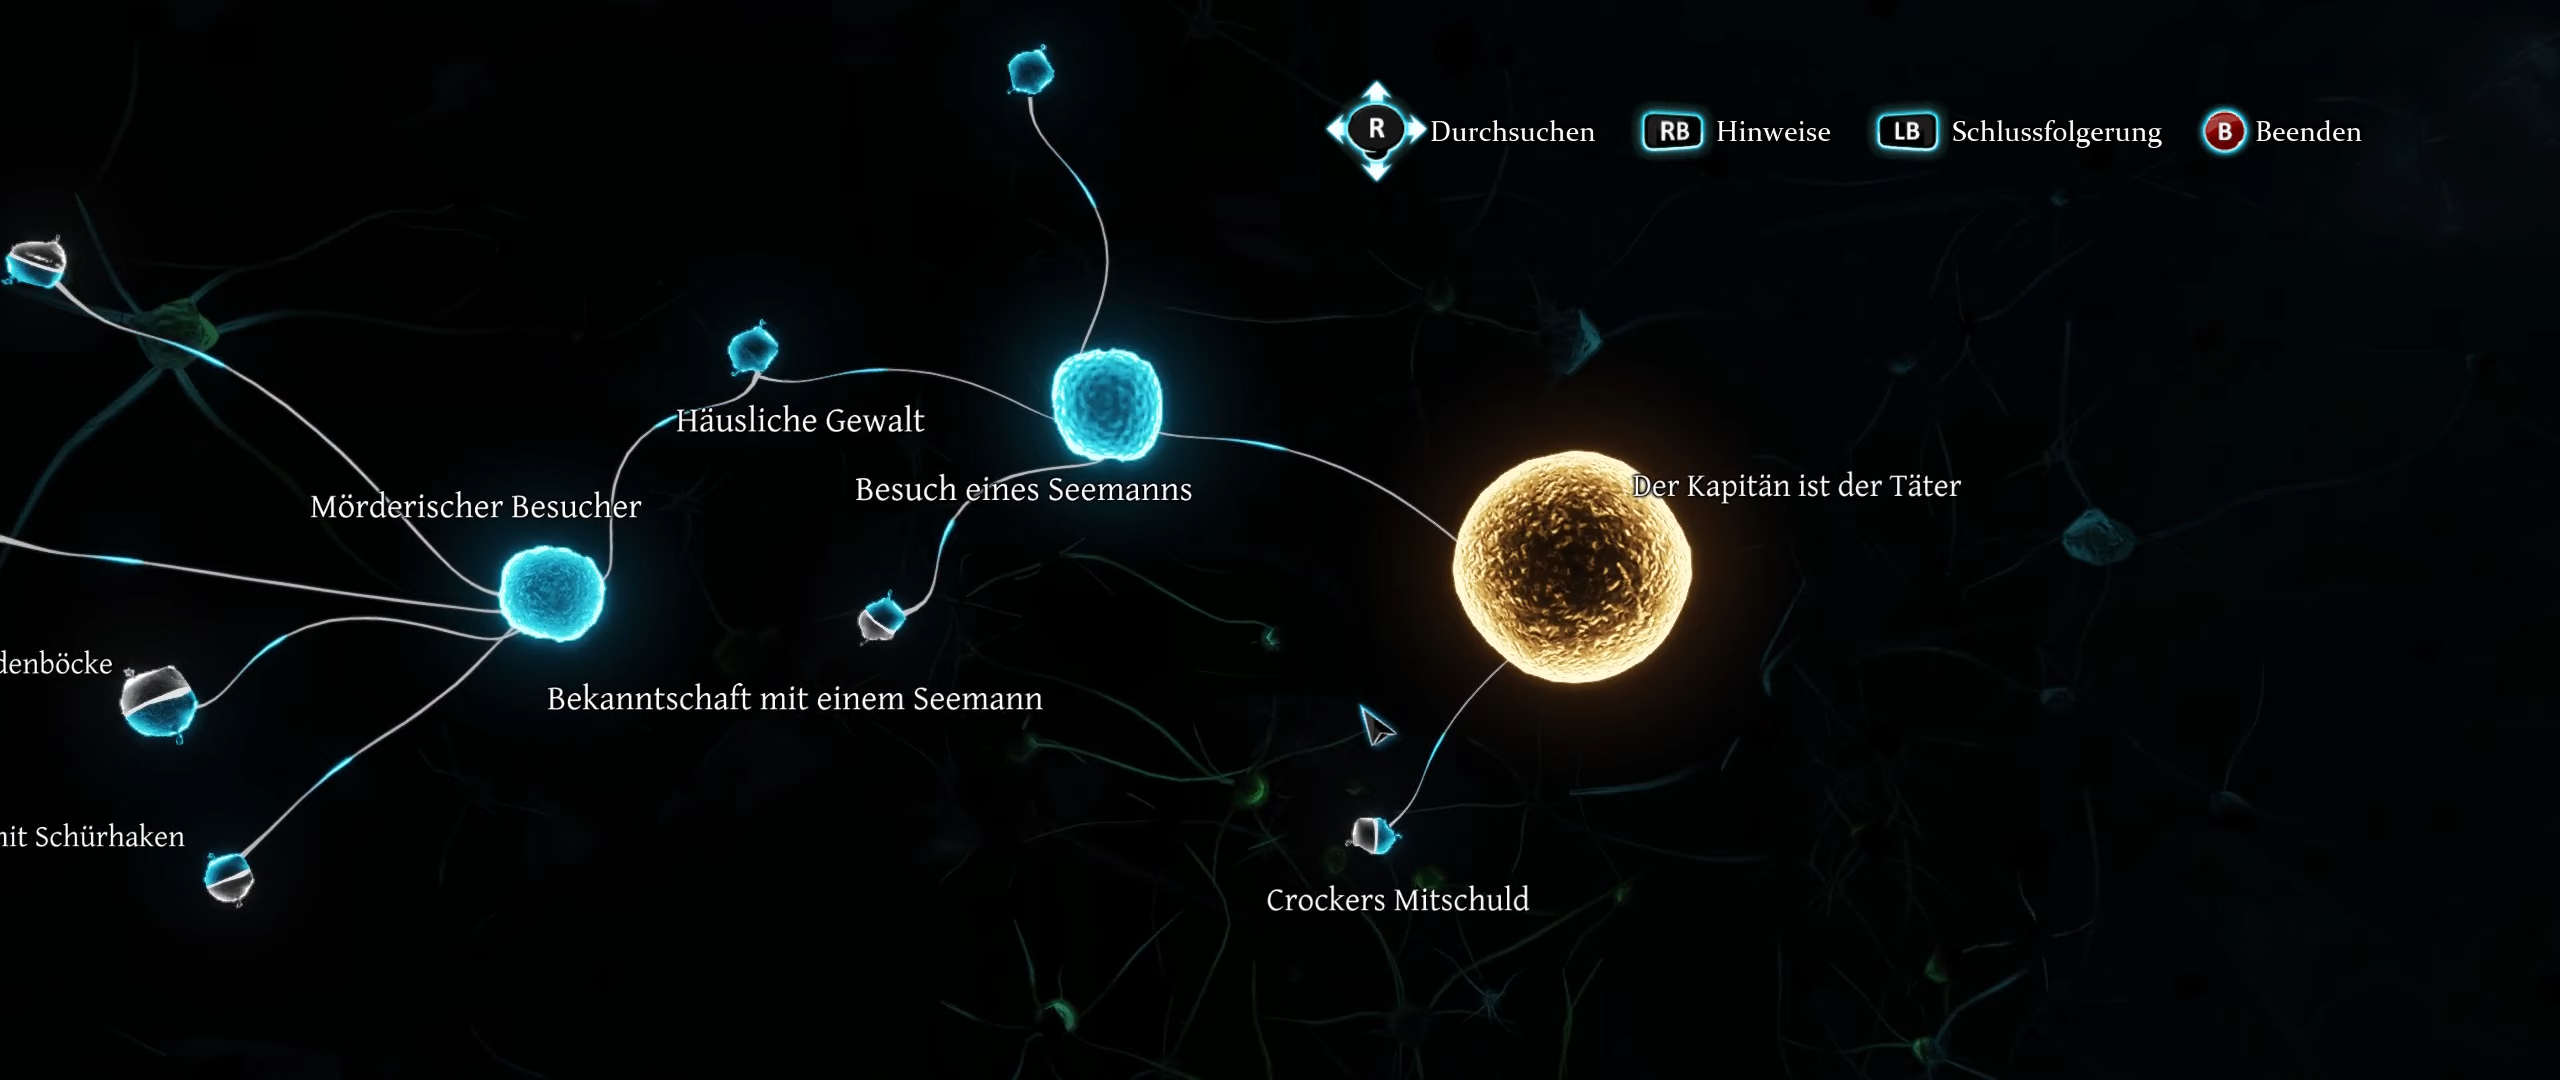 R Durchsuchen RB Hinweise LB Schlussfolgerung B Beenden
Häusliche Gewalt
Der Kapitän ist der Täter
Besuch eines Seemanns
Mörderischer Besucher
denböcke
Bekanntschaft mit einem Seemann
mit Schürhaken
Crockers Mitschuld